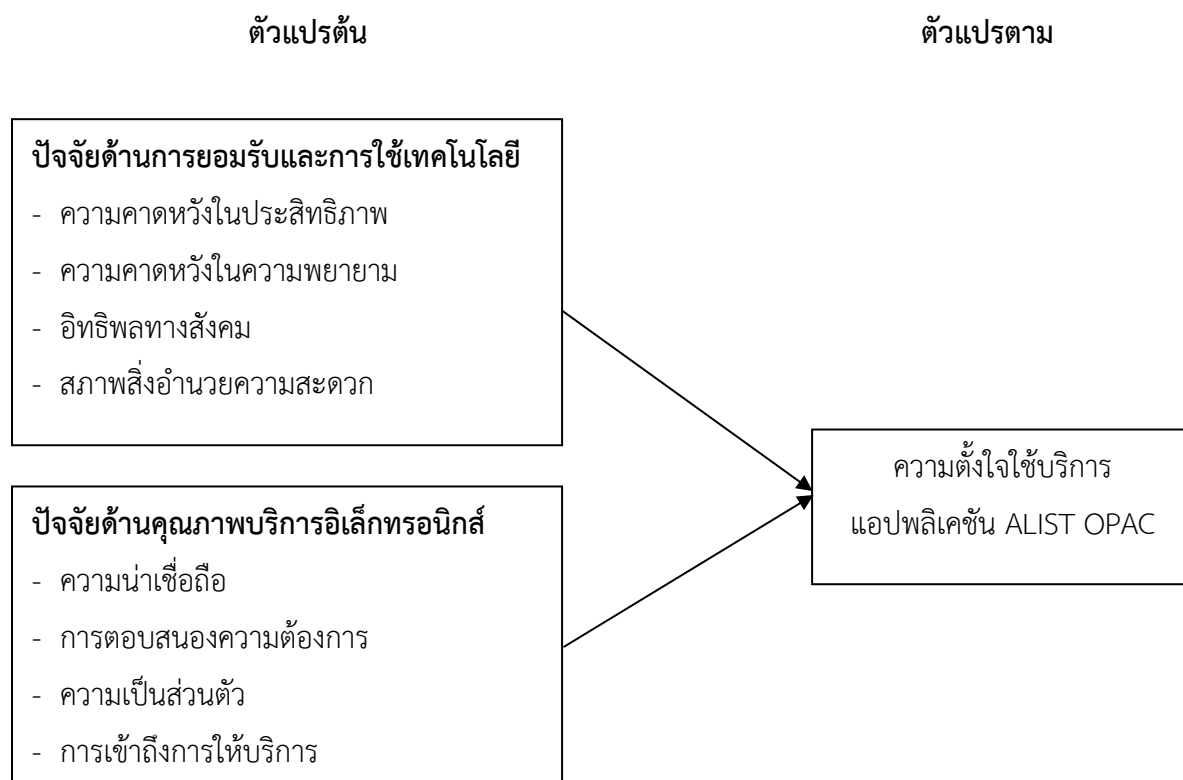 ตัวแปรต้น
ตัวแปรตาม
ปัจจัยด้านการยอมรับและการใช้เทคโนโลยี
- ความคาดหวังในประสิทธิภาพ
- ความคาดหวังในความพยายาม
- อิทธิพลทางสังคม
- สภาพสิ่งอำนวยความสะดวก
ปัจจัยด้านคุณภาพบริการอิเล็กทรอนิกส์
- ความน่าเชื่อถือ
- การตอบสนองความต้องการ
- ความเป็นส่วนตัว
- การเข้าถึงการให้บริการ
ความตั้งใจใช้บริการ
แอปพลิเคชัน ALIST OPAC